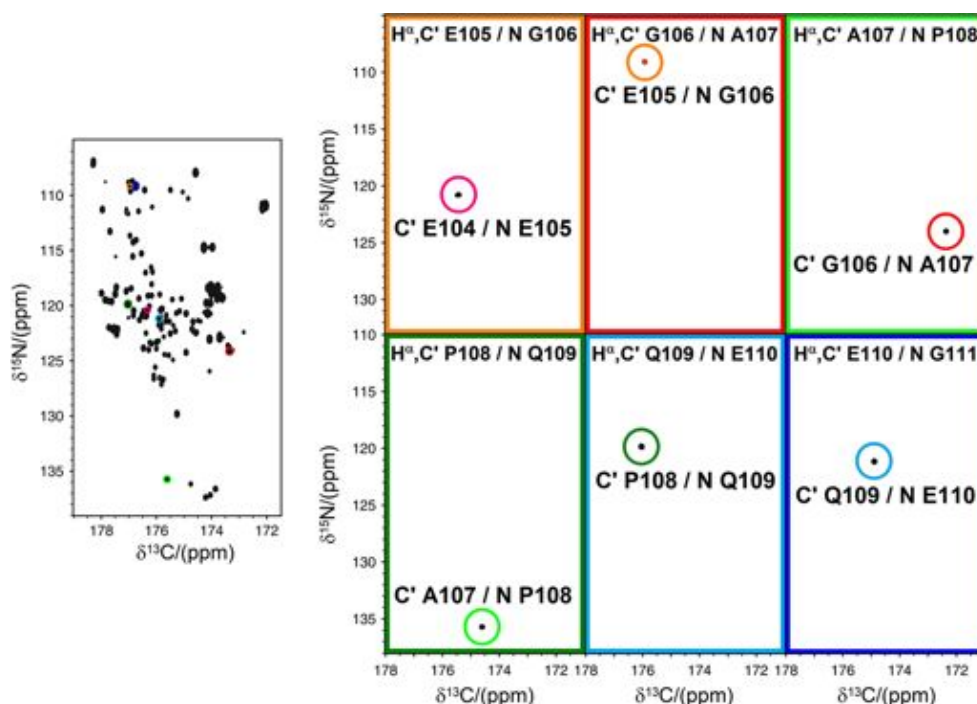 Hα,C' E105 / N G106
Hα,C' G106 / N A107
Hα,C' A107 / N P108
110
115
120
125
130
δ15N/(ppm)
C' E105 / N G106
C' E104 / N E105
C' G106 / N A107
110
115
120
125
130
135
δ15N/(ppm)
178
176
174
172
δ13C/(ppm)
110
115
120
125
130
135
δ15N/(ppm)
Hα,C' P108 / N Q109
Hα,C' Q109 / N E110
Hα,C' E110 / N G111
C' P108 / N Q109
C' Q109 / N E110
C' A107 / N P108
178
176
174
178
176
174
178
176
174
172
δ13C/(ppm)
δ13C/(ppm)
δ13C/(ppm)